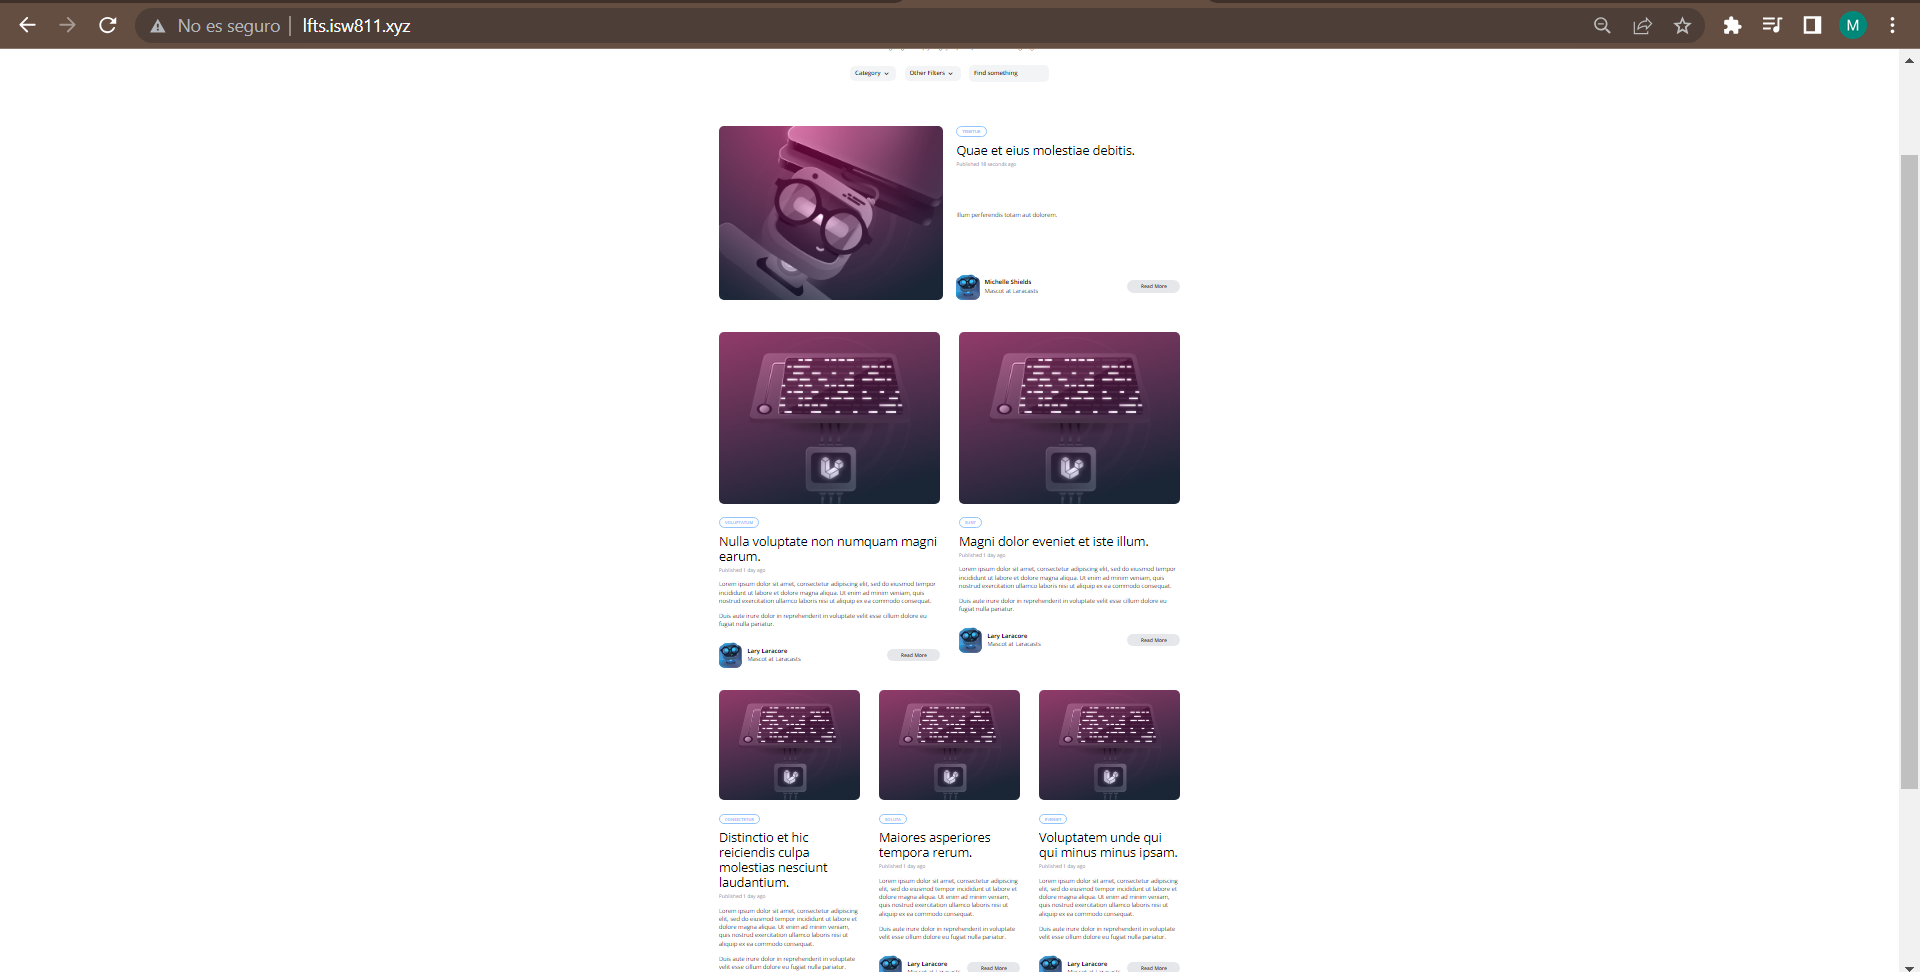 No es seguro | lfts.isw811.xyz
M
Category Other Filters Find something
Quae et eius molestiae debitis.
Published 18 seconds ago
Illum perferendis totam aut dolorem.
Michelle Shields
Mascot at Laracasts
Read More
VOLUPTATUM
Nulla voluptate non numquam magni
earum.
Published 1 day ago
Lorem ipsum dolor sit amet, consectetur adipiscing elit, sed do eiusmod tempor
incididunt ut labore et dolore magna aliqua. Ut enim ad minim veniam, quis
nostrud exercitation ullamco laboris nisi ut aliquip ex ea commodo consequat.
Duis aute irure dolor in reprehenderit in voluptate velit esse cillum dolore eu
fugiat nulla pariatur.
Lary Laracore
Mascot at Laracasts
Read More
Magni dolor eveniet et iste illum.
Published 1 day ago
Lorem ipsum dolor sit amet, consectetur adipiscing elit, sed do eiusmod tempor
incididunt ut labore et dolore magna aliqua. Ut enim ad minim veniam, quis
nostrud exercitation ullamco laboris nisi ut aliquip ex ea commodo consequat.
Duis aute irure dolor in reprehenderit in voluptate velit esse cillum dolore eu
fugiat nulla pariatur.
Lary Laracore
Mascot at Laracasts
Read More
CONSECTETUR
Distinctio et hic
reiciendis culpa
molestias nesciunt
laudantium.
Published 1 day ago
Lorem ipsum dolor sit amet, consectetur adipiscing
elit, sed do eiusmod tempor incididunt ut labore et
dolore magna aliqua. Ut enim ad minim veniam,
quis nostrud exercitation ullamco laboris nisi ut
aliquip ex ea commodo consequat.
Duis aute irure dolor in reprehenderit in voluptate
velit esse cillum dolore eu fugiat nulla pariatur.
Maiores asperiores
tempora rerum.
Published 1 day ago
Lorem ipsum dolor sit amet, consectetur adipiscing
elit, sed do eiusmod tempor incididunt ut labore et
dolore magna aliqua. Ut enim ad minim veniam,
quis nostrud exercitation ullamco laboris nisi ut
aliquip ex ea commodo consequat.
Duis aute irure dolor in reprehenderit in voluptate
velit esse cillum dolore eu fugiat nulla pariatur.
Lary Laracore
Read More
EVENIET
Voluptatem unde qui
qui minus minus ipsam.
Published 1 day ago
Lorem ipsum dolor sit amet, consectetur adipiscing
elit, sed do eiusmod tempor incididunt ut labore et
dolore magna aliqua. Ut enim ad minim veniam,
quis nostrud exercitation ullamco laboris nisi ut
aliquip ex ea commodo consequat.
Duis aute irure dolor in reprehenderit in voluptate
velit esse cillum dolore eu fugiat nulla pariatur.
Lary Laracore
Read More